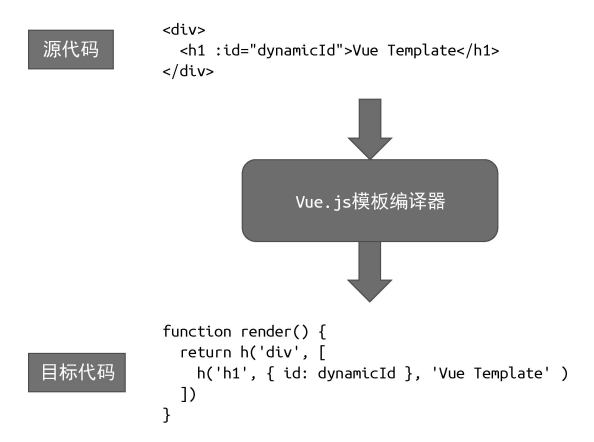 源代码
<div>
  <h1 :id="dynamicId">Vue Template</h1>
</div>
Vue.js模板编译器
目标代码
function render() {
  return h('div', [
    h('h1', { id: dynamicId }, 'Vue Template' )
  ])
}